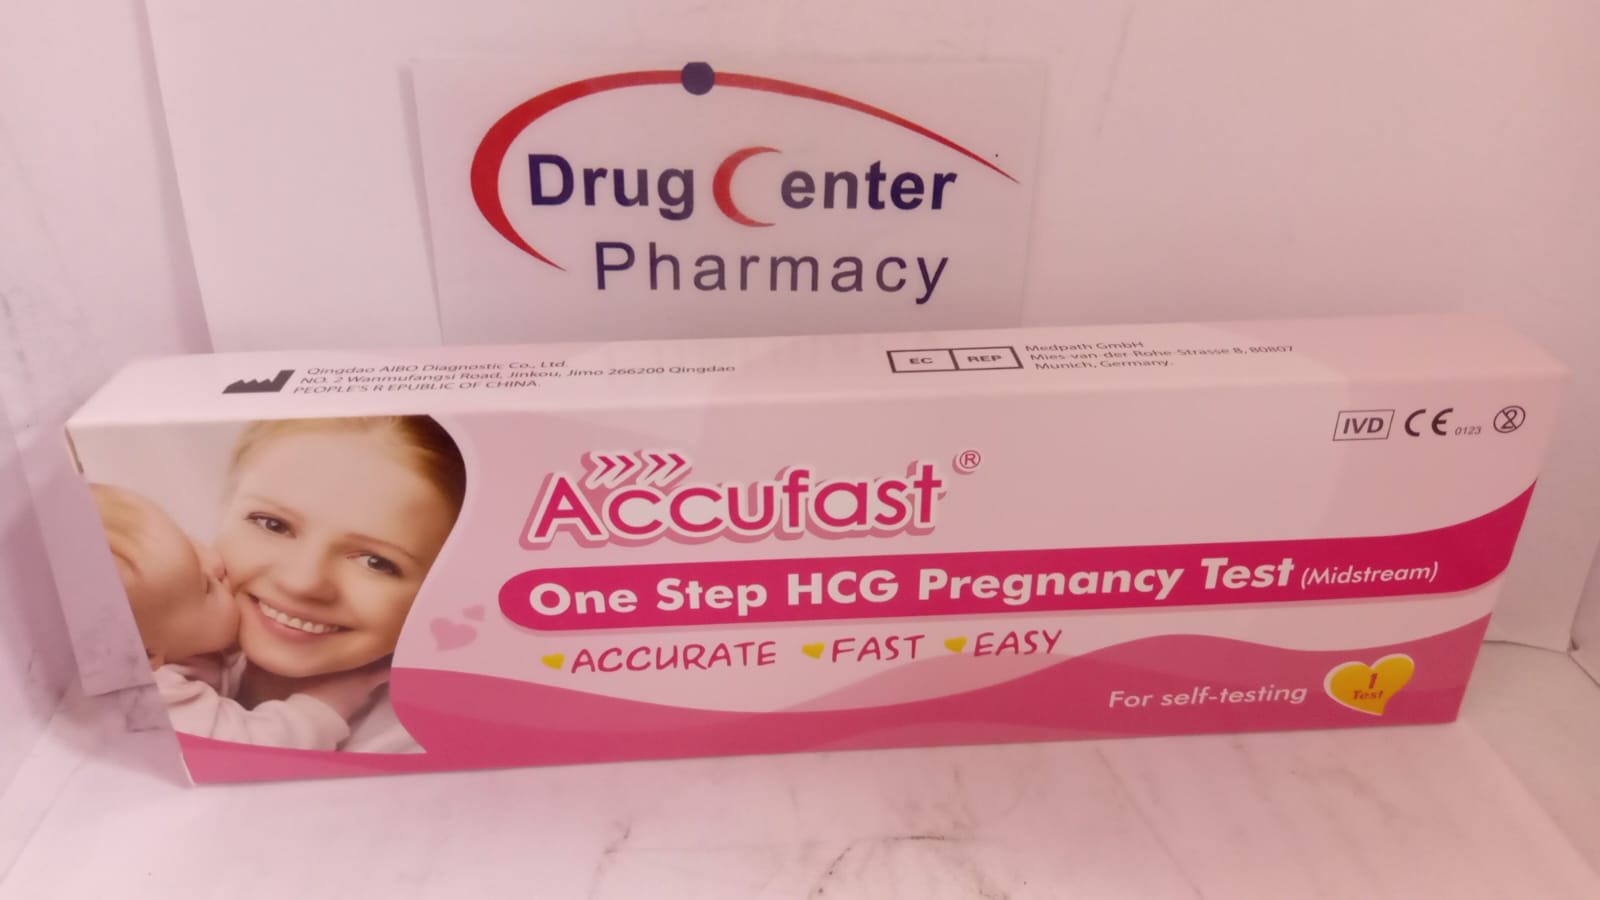 Drug Center
Pharmacy
Qingdao AIBO Diagnostic Co., Ltd.
NO. 2 Wanmufangsi Road, Jinkou, Jimo 266200 Qingdao
PEOPLE'S R EPUBLIC OF CHINA.
EC REP
Medpath GmbH
Mies-van-der-Rohe-Strasse 8, 80807
Munich, Germany.
IVD CE 0123 2
Accufast®
One Step HCG Pregnancy Test (Midstream)
ACCURATE FAST EASY
For self-testing
1
Test